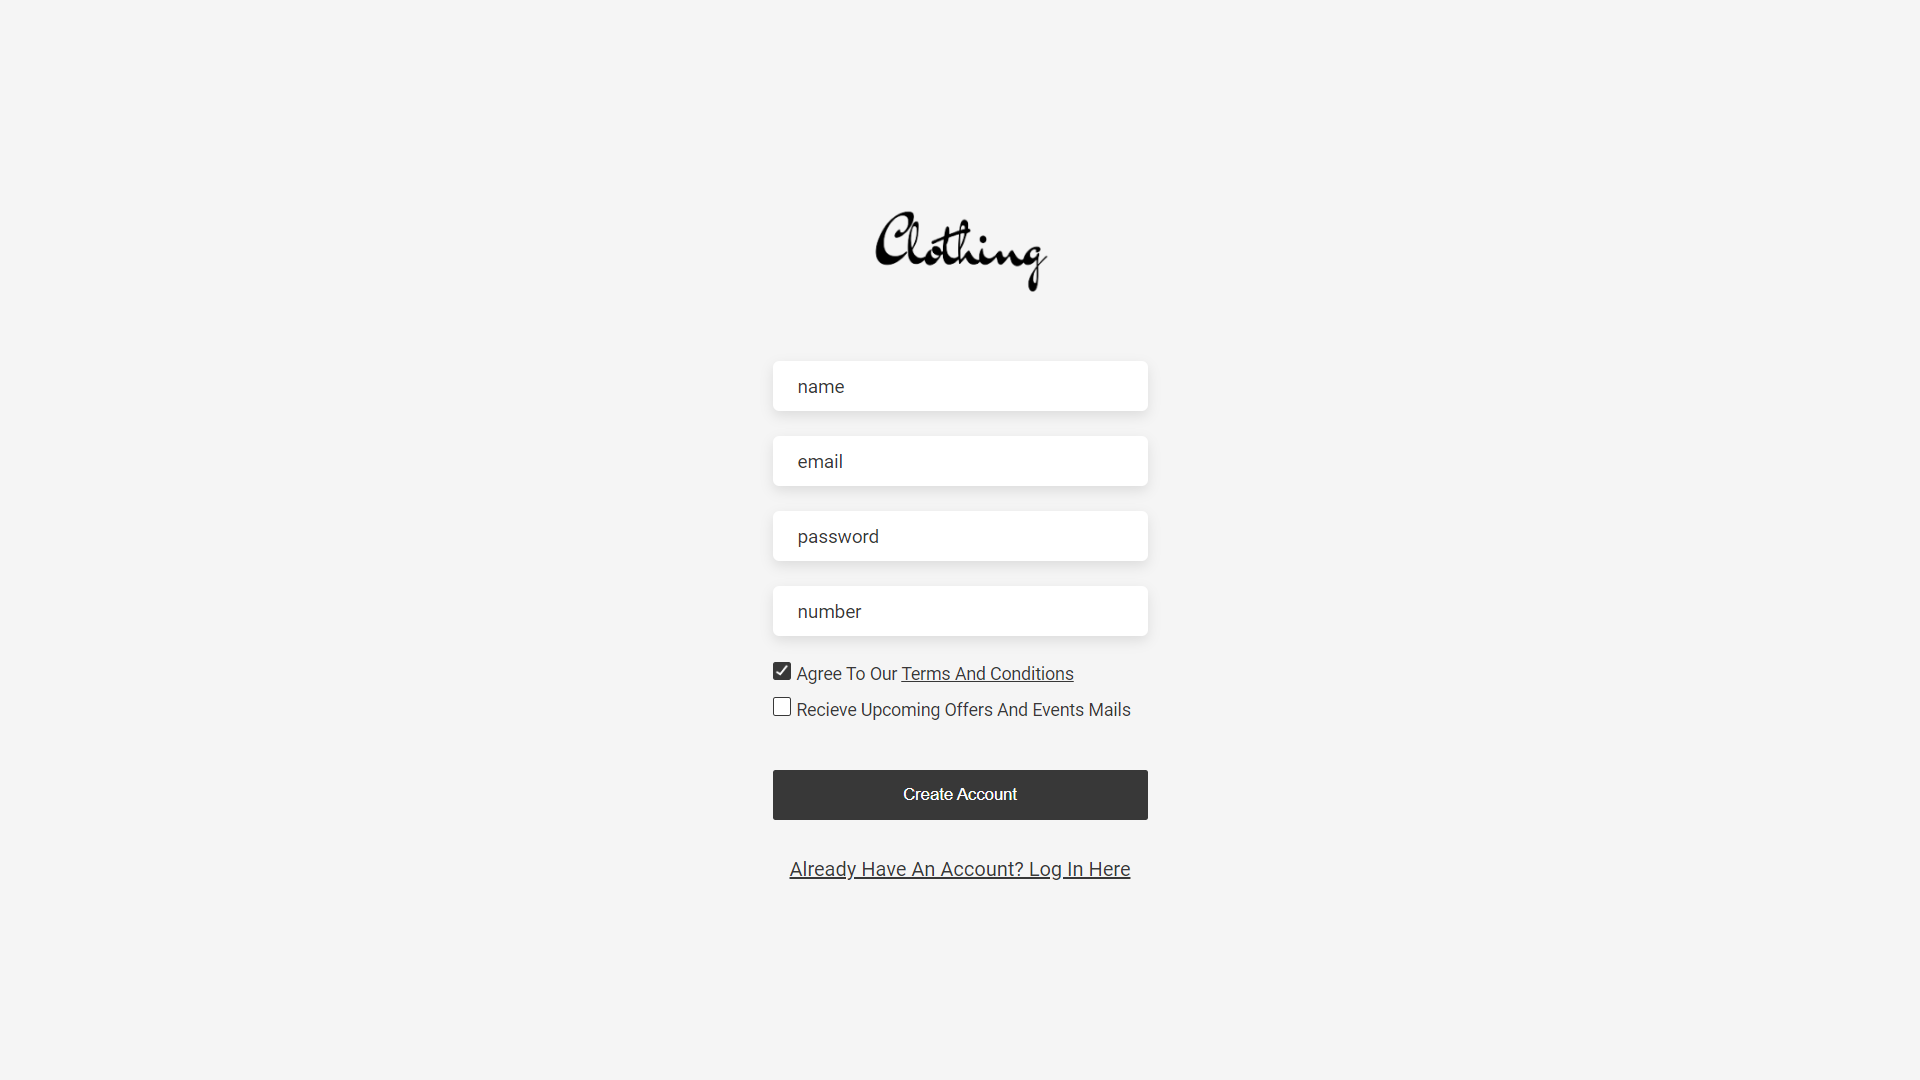 Clothing
name
email
password
number
Agree To Our Terms And Conditions
Recieve Upcoming Offers And Events Mails
Create Account
Already Have An Account? Log In Here